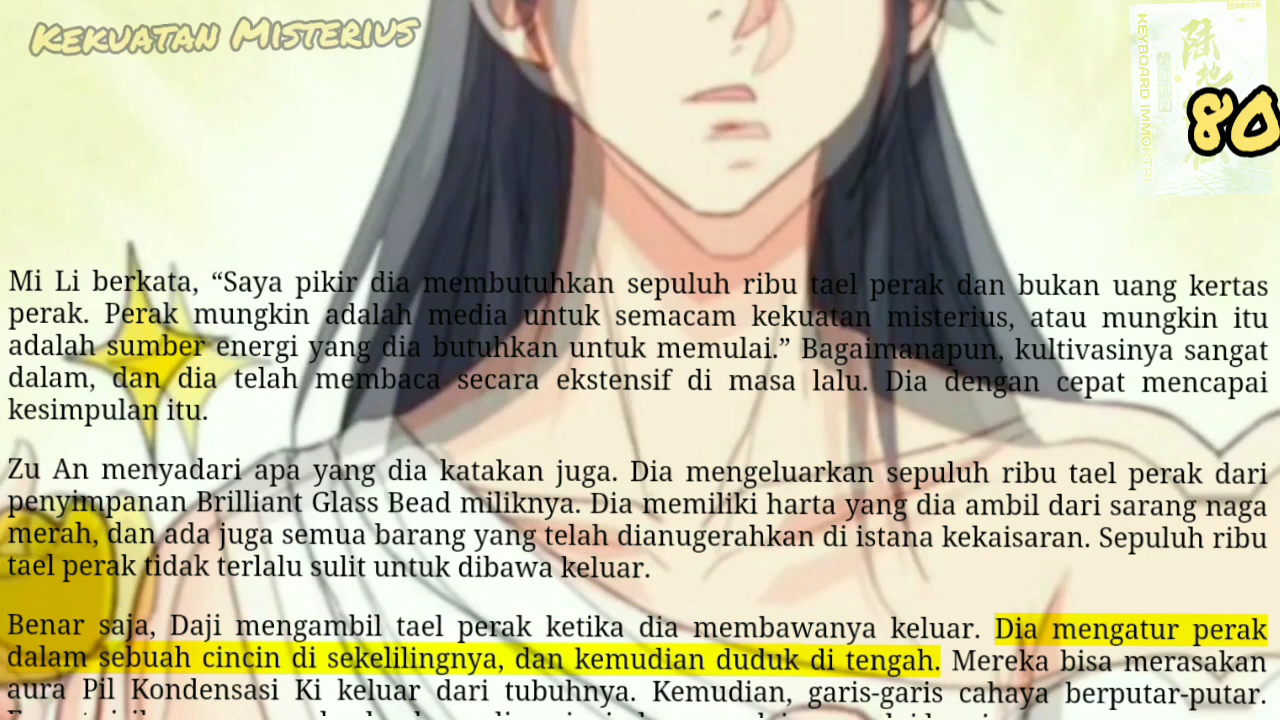 Kekuatan Misterius
KEYBOARD IMMORTAL
80
Mi Li berkata, “Saya pikir dia membutuhkan sepuluh ribu tael perak dan bukan uang kertas
perak. Perak mungkin adalah media untuk semacam kekuatan misterius, atau mungkin itu
adalah sumber energi yang dia butuhkan untuk memulai.” Bagaimanapun, kultivasinya sangat
dalam, dan dia telah membaca secara ekstensif di masa lalu. Dia dengan cepat mencapai
kesimpulan itu.
Zu An menyadari apa yang dia katakan juga. Dia mengeluarkan sepuluh ribu tael perak dari
penyimpanan Brilliant Glass Bead miliknya. Dia memiliki harta yang dia ambil dari sarang naga
merah, dan ada juga semua barang yang telah dianugerahkan di istana kekaisaran. Sepuluh ribu
tael perak tidak terlalu sulit untuk dibawa keluar.
Benar saja, Daji mengambil tael perak ketika dia membawanya keluar. Dia mengatur perak
dalam sebuah cincin di sekelilingnya, dan kemudian duduk di tengah. Mereka bisa merasakan
aura Pil Kondensasi Ki keluar dari tubuhnya. Kemudian, garis-garis cahaya berputar-putar.